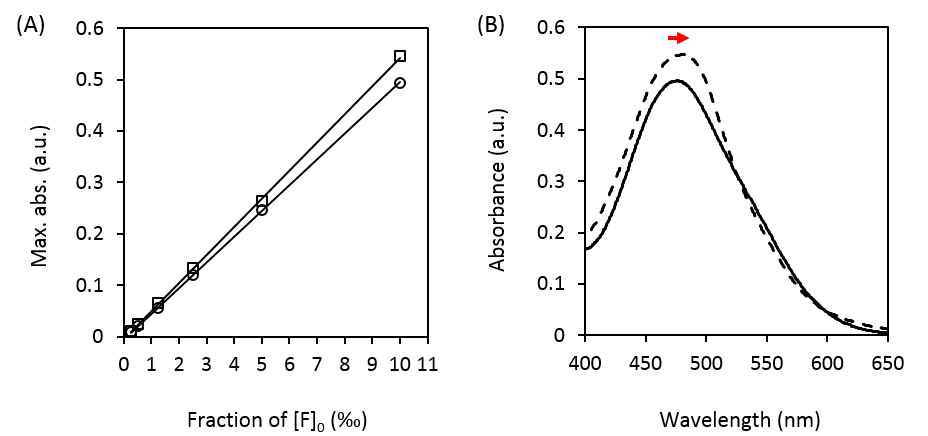 (A)
0.6
0.5
0.4
0.3
0.2
0.1
0
Max. abs. (a.u.)
0 1 2 3 4 5 6 7 8 9 10 11
Fraction of [F]₀ (‰)
(B)
0.6
0.5
0.4
0.3
0.2
0.1
0
Absorbance (a.u.)
400 450 500 550 600 650
Wavelength (nm)